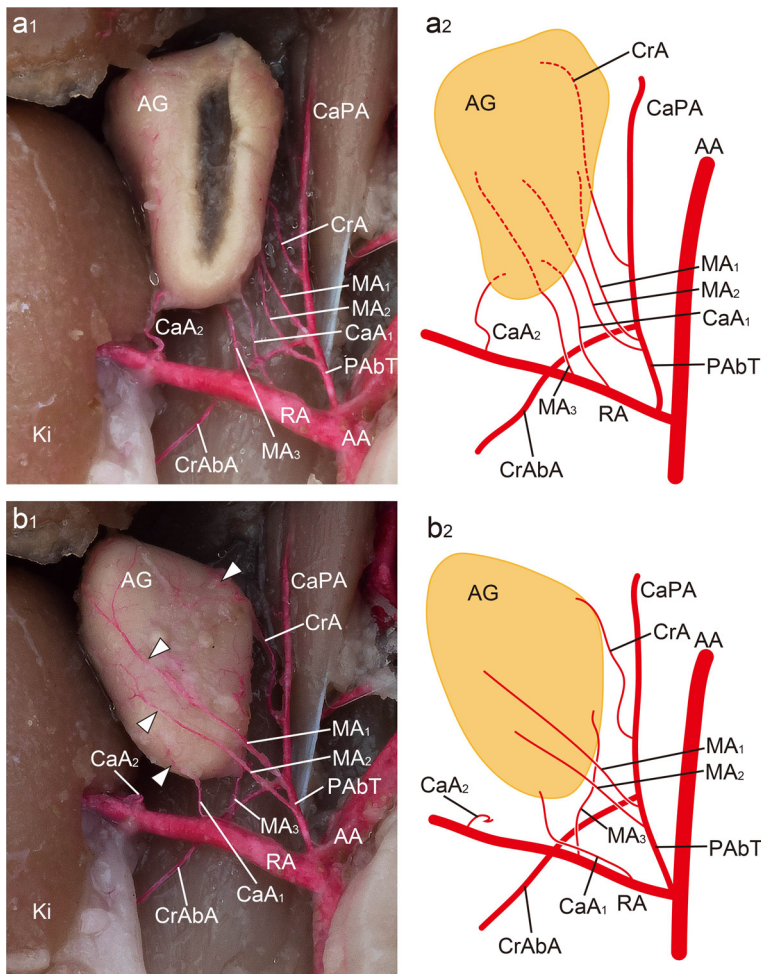 a1
AG
CaPA
CrA
MA1
MA2
CaA1
CaA2
PAbT
Ki
RA
AA
MA3
CrAbA
a2
CrA
AG
CaPA
AA
MA1
MA2
CaA1
CaA2
PAbT
MA3
RA
CrAbA
b1
AG
CaPA
CrA
MA1
MA2
CaA2
PAbT
MA3
AA
RA
Ki
CaA1
CrAbA
b2
AG
CaPA
CrA
AA
MA1
MA2
CaA2
MA3
PAbT
CaA1
RA
CrAbA